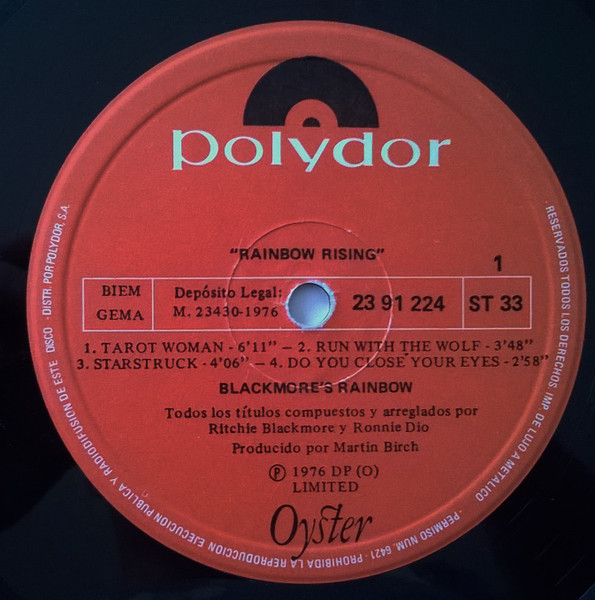 polydor
"RAINBOW RISING"
1
BIEM
GEMA
Depósito Legal:
M. 23430-1976
23 91 224
ST 33
1. TAROT WOMAN - 6'11" — 2. RUN WITH THE WOLF - 3'48"
3. STARSTRUCK - 4'06" — 4. DO YOU CLOSE YOUR EYES - 2'58"
BLACKMORE'S RAINBOW
Todos los títulos compuestos y arreglados por
Ritchie Blackmore y Ronnie Dio
Producido por Martin Birch
Ⓟ 1976 DP (O)
LIMITED
Oyster
RESERVADOS TODOS LOS DERECHOS IMP. DE LUJO A METALICO - PERMISO NUM. 6421 - PROHIBIDA LA REPRODUCCION EJECUCION PUBLICA Y RADIODIFUSION DE ESTE DISCO - DISTR. POR POLYDOR, S.A.